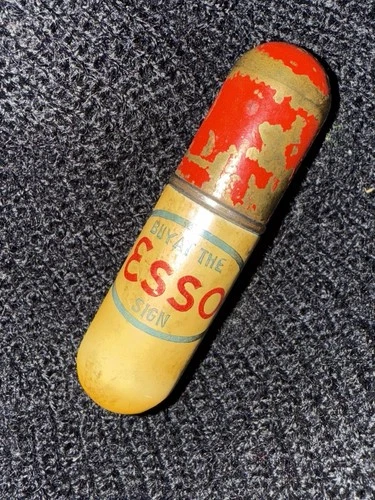 BUY AT THE
ESSO
SIGN